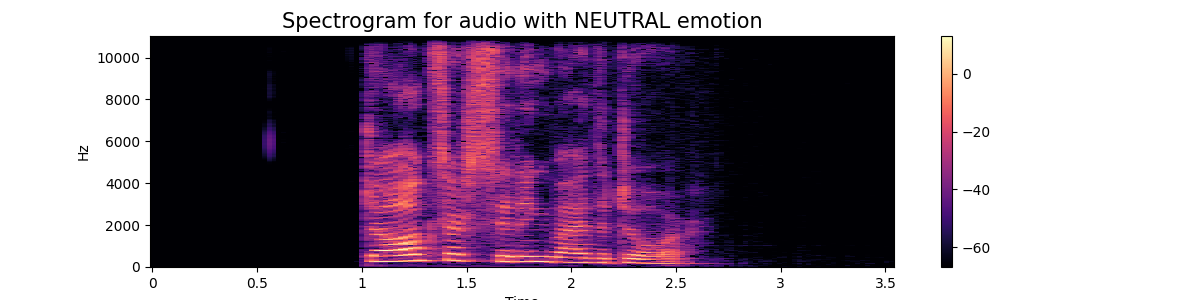 Spectrogram for audio with NEUTRAL emotion
10000
8000
6000
4000
2000
0
Hz
0 0.5 1 1.5 2 2.5 3 3.5
Time
0
−20
−40
−60